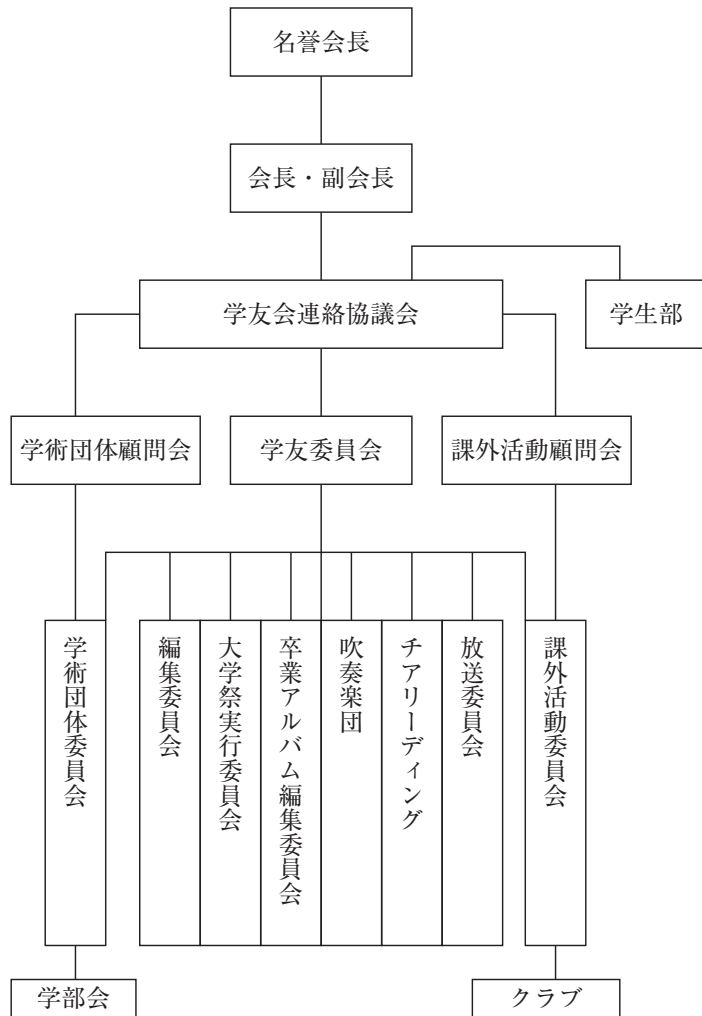 名誉会長
会長・副会長
学友会連絡協議会
学生部
学術団体顧問会
学友委員会
課外活動顧問会
学術団体委員会
編集委員会
大学祭実行委員会
卒業アルバム編集委員会
吹奏楽団
チアリーディング
放送委員会
課外活動委員会
学部会
クラブ